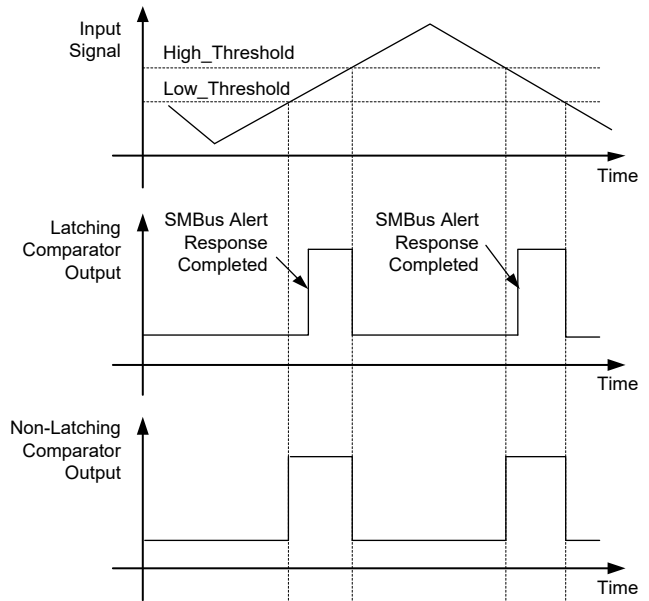 Input
Signal
High_Threshold
Low_Threshold
Time
Latching
Comparator
Output
SMBus Alert
Response
Completed
SMBus Alert
Response
Completed
Time
Non-Latching
Comparator
Output
Time